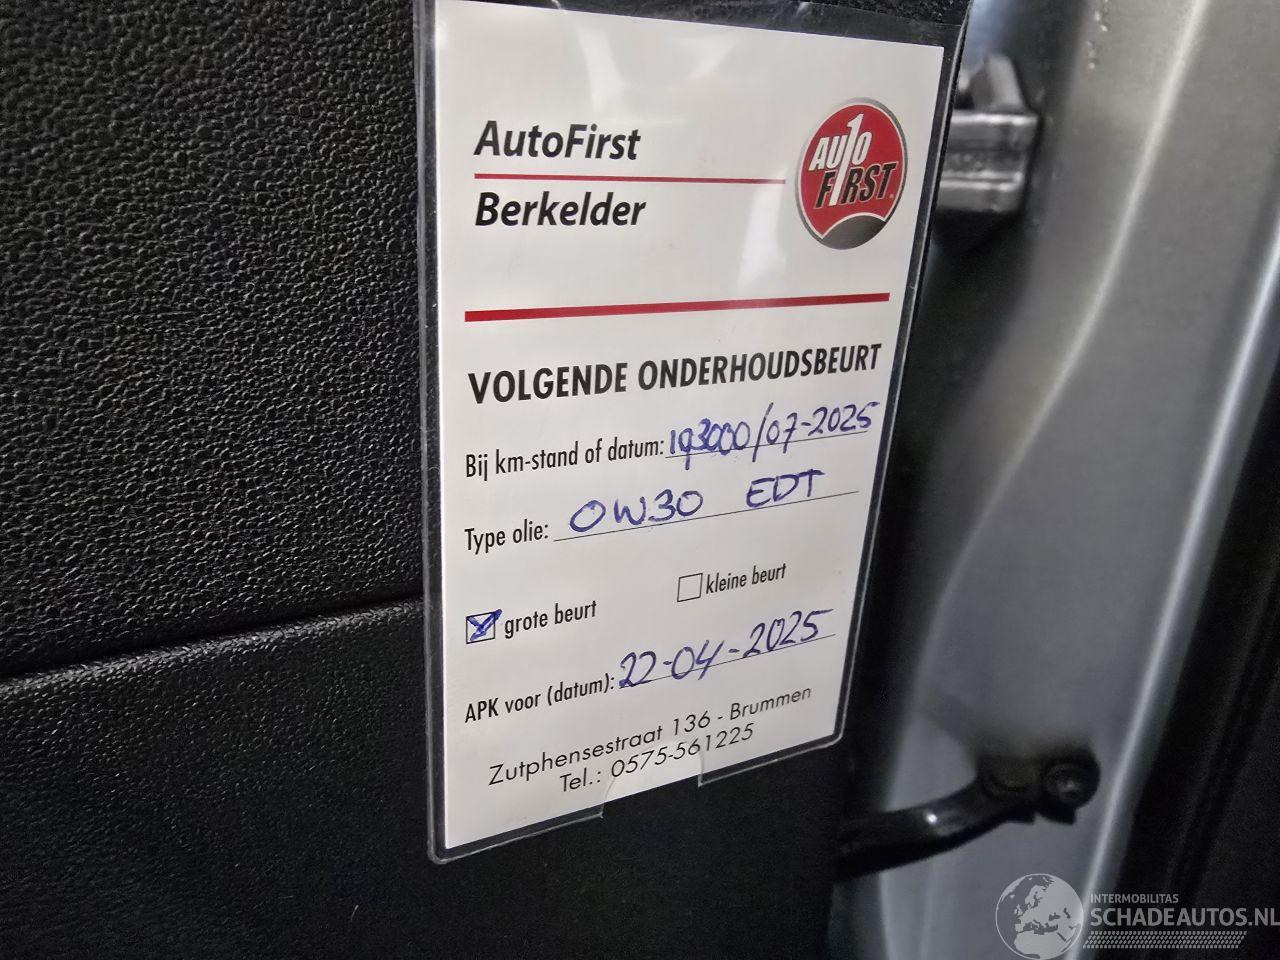 AutoFirst
Berkelder
AUTO
FIRST
VOLGENDE ONDERHOUDSBEURT
Bij km-stand of datum: 193000/07-2025
Type olie: 0W30 EDT
grote beurt
kleine beurt
APK voor (datum): 22-04-2025
Zutphensestraat 136 - Brummen
Tel.: 0575-561225
INTERMOBILITAS
SCHADEAUTOS.NL